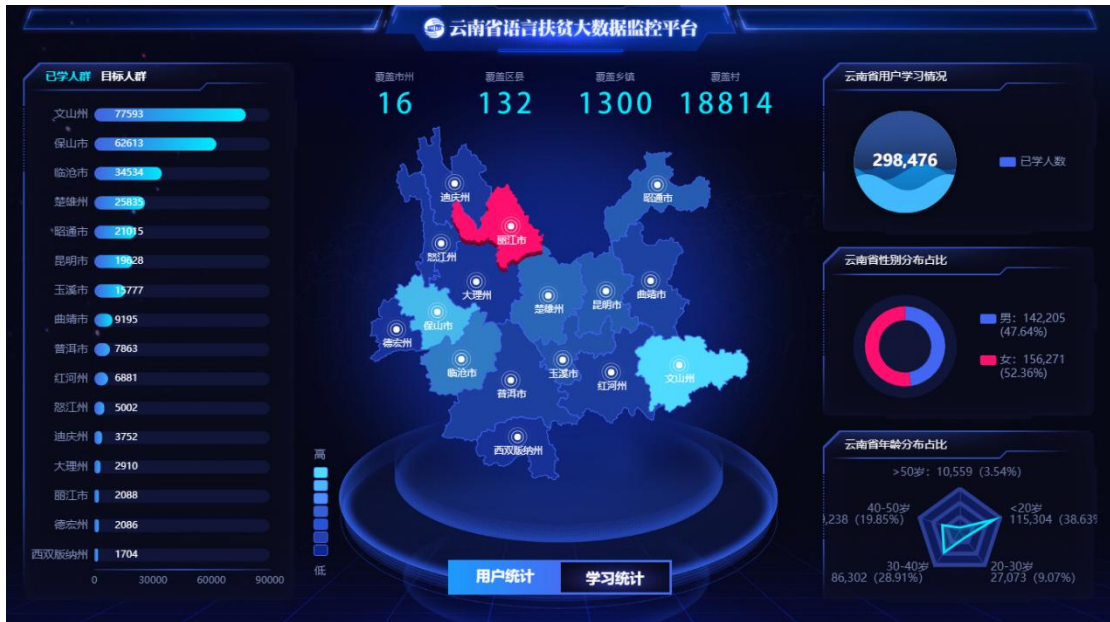 云南省语言扶贫大数据监控平台
已学人群 目标人群
文山州 77593
保山市 62613
临沧市 34534
楚雄州 25835
昭通市 21015
昆明市 19628
玉溪市 15777
曲靖市 9195
普洱市 7863
红河州 6881
怒江州 5002
迪庆州 3752
大理州 2910
丽江市 2088
德宏州 2086
西双版纳州 1704
0 30000 60000 90000
覆盖市州 覆盖区县 覆盖乡镇 覆盖村
16 132 1300 18814
迪庆州
昭通市
丽江市
怒江州
大理州
曲靖市
楚雄州
昆明市
保山市
德宏州
临沧市
玉溪市
红河州
文山州
普洱市
西双版纳州
高
低
用户统计 学习统计
云南省用户学习情况
298,476
已学人数
云南省性别分布占比
男: 142,205
(47.64%)
女: 156,271
(52.36%)
云南省年龄分布占比
>50岁: 10,559 (3.54%)
40-50岁
,238 (19.85%)
<20岁
115,304 (38.63%
30-40岁
86,302 (28.91%)
20-30岁
27,073 (9.07%)